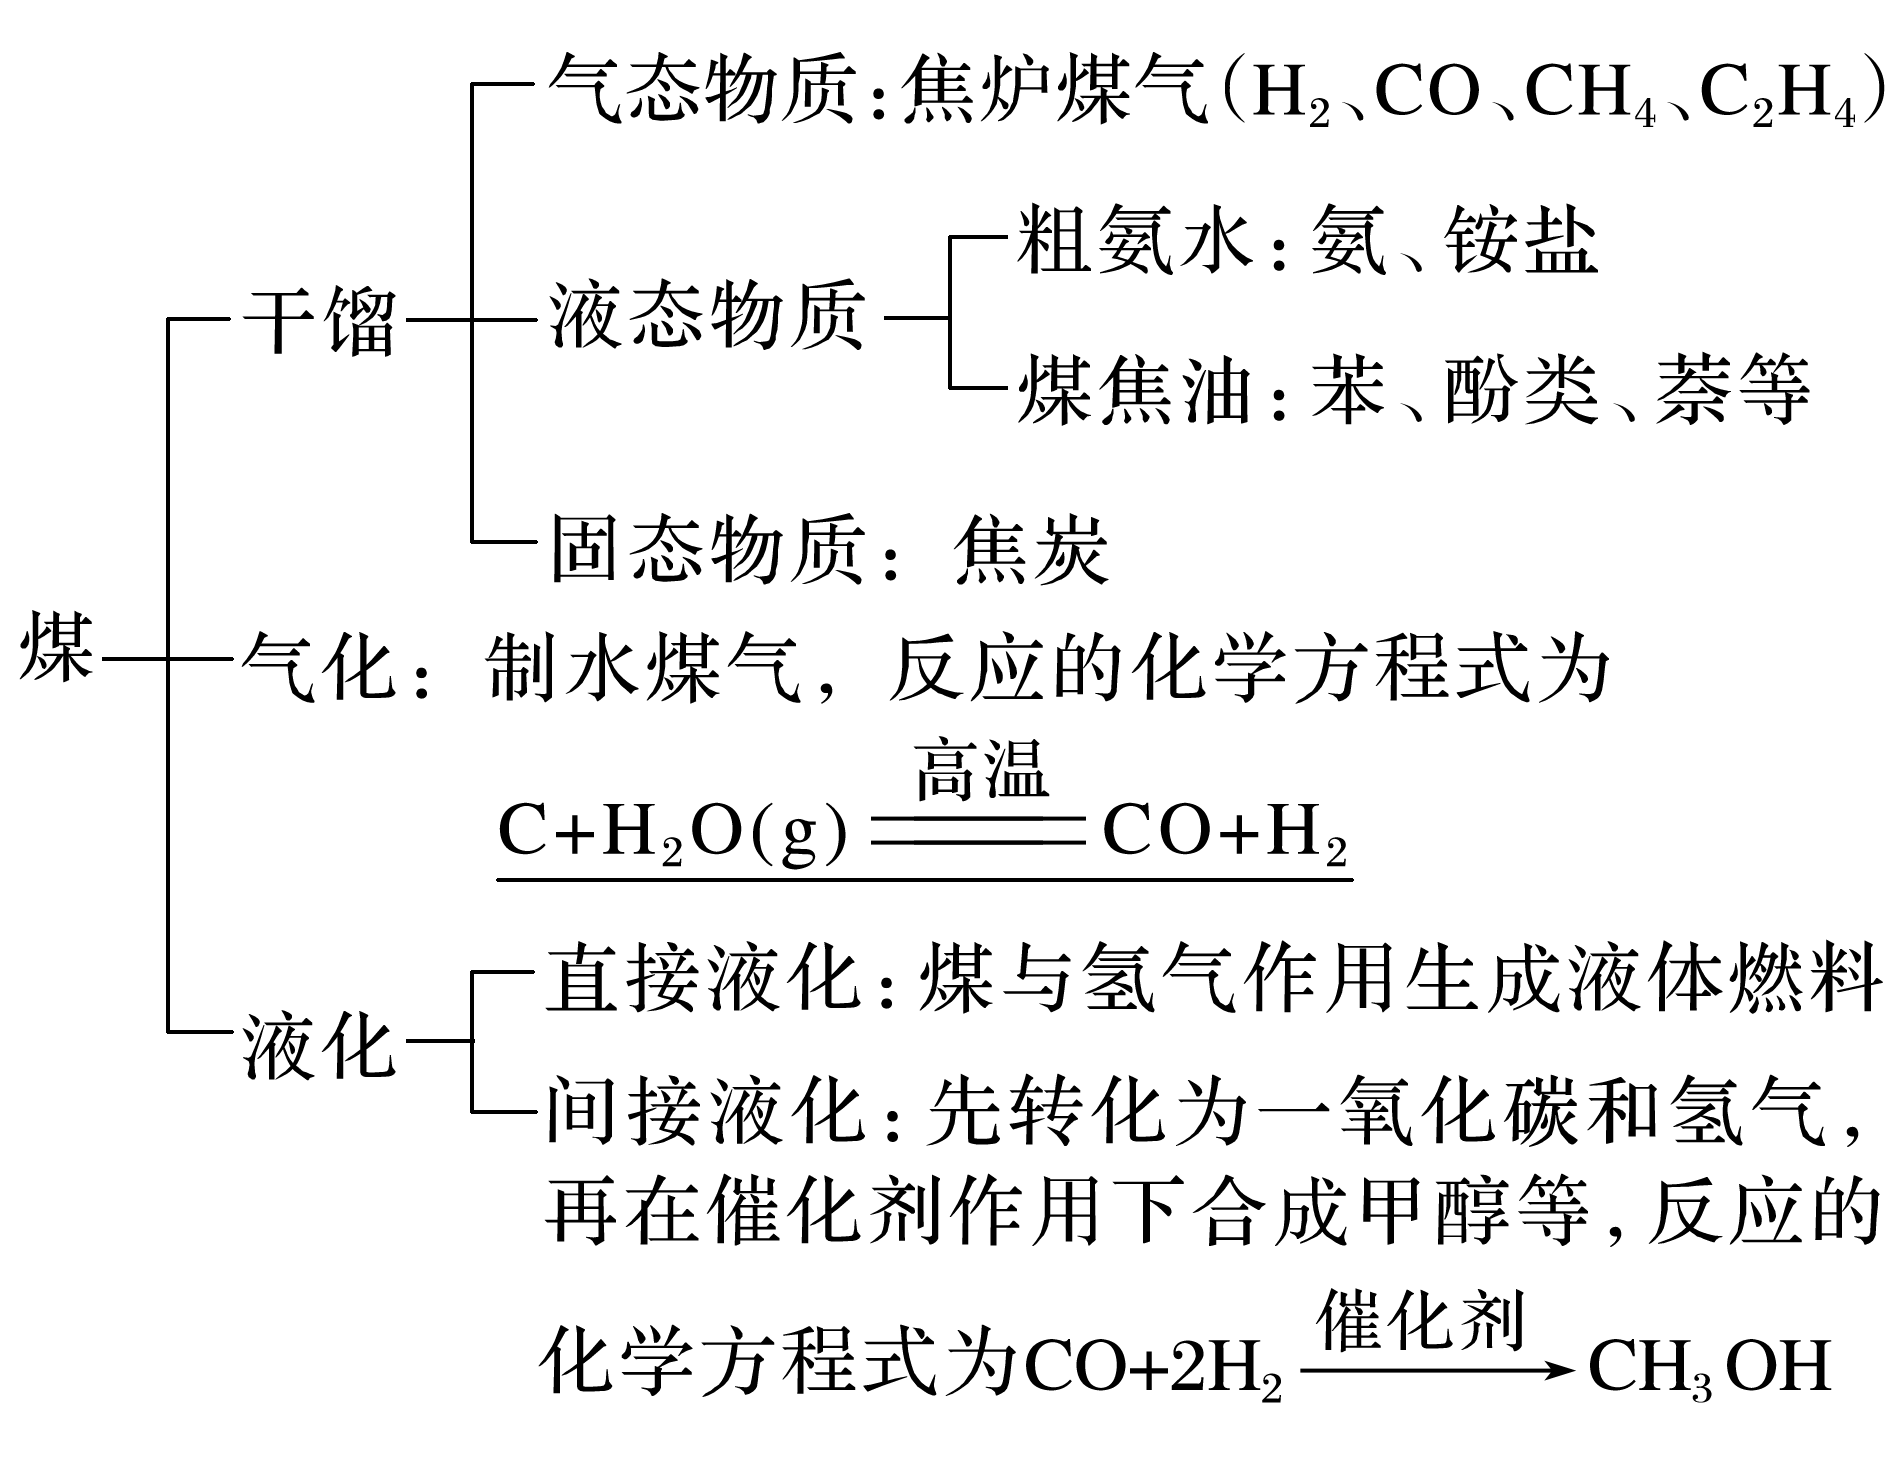 气态物质:焦炉煤气(H₂、CO、CH₄、C₂H₄)
粗氨水:氨、铵盐
干馏
液态物质
煤焦油:苯、酚类、萘等
固态物质:焦炭
煤
气化:制水煤气,反应的化学方程式为
高温
C+H₂O(g)══CO+H₂
直接液化:煤与氢气作用生成液体燃料
液化
间接液化:先转化为一氧化碳和氢气,
再在催化剂作用下合成甲醇等,反应的
催化剂
化学方程式为CO+2H₂→CH₃OH